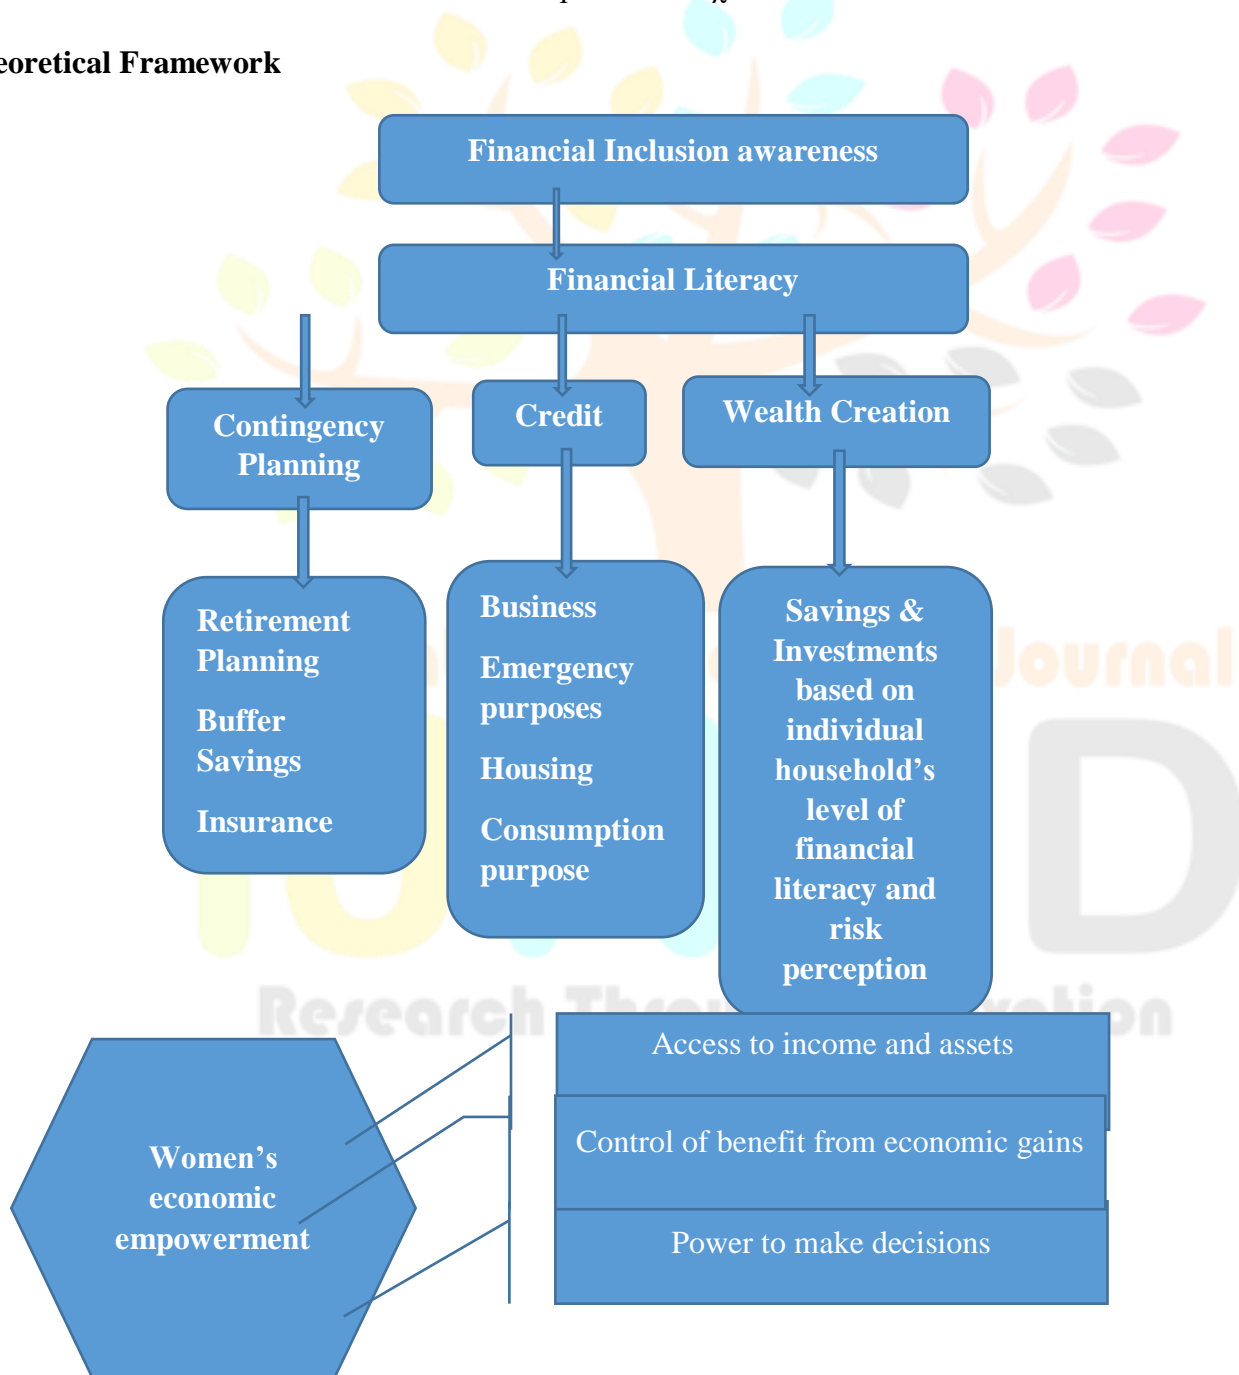 eoretical Framework
Financial Inclusion awareness
Financial Literacy
Contingency
Planning
Credit
Wealth Creation
Retirement
Planning
Buffer
Savings
Insurance
Business
Emergency
purposes
Housing
Consumption
purpose
Savings &
Investments
based on
individual
household’s
level of
financial
literacy and
risk
perception
Journal
Research
Access to income and assets
Control of benefit from economic gains
Power to make decisions
Women’s
economic
empowerment